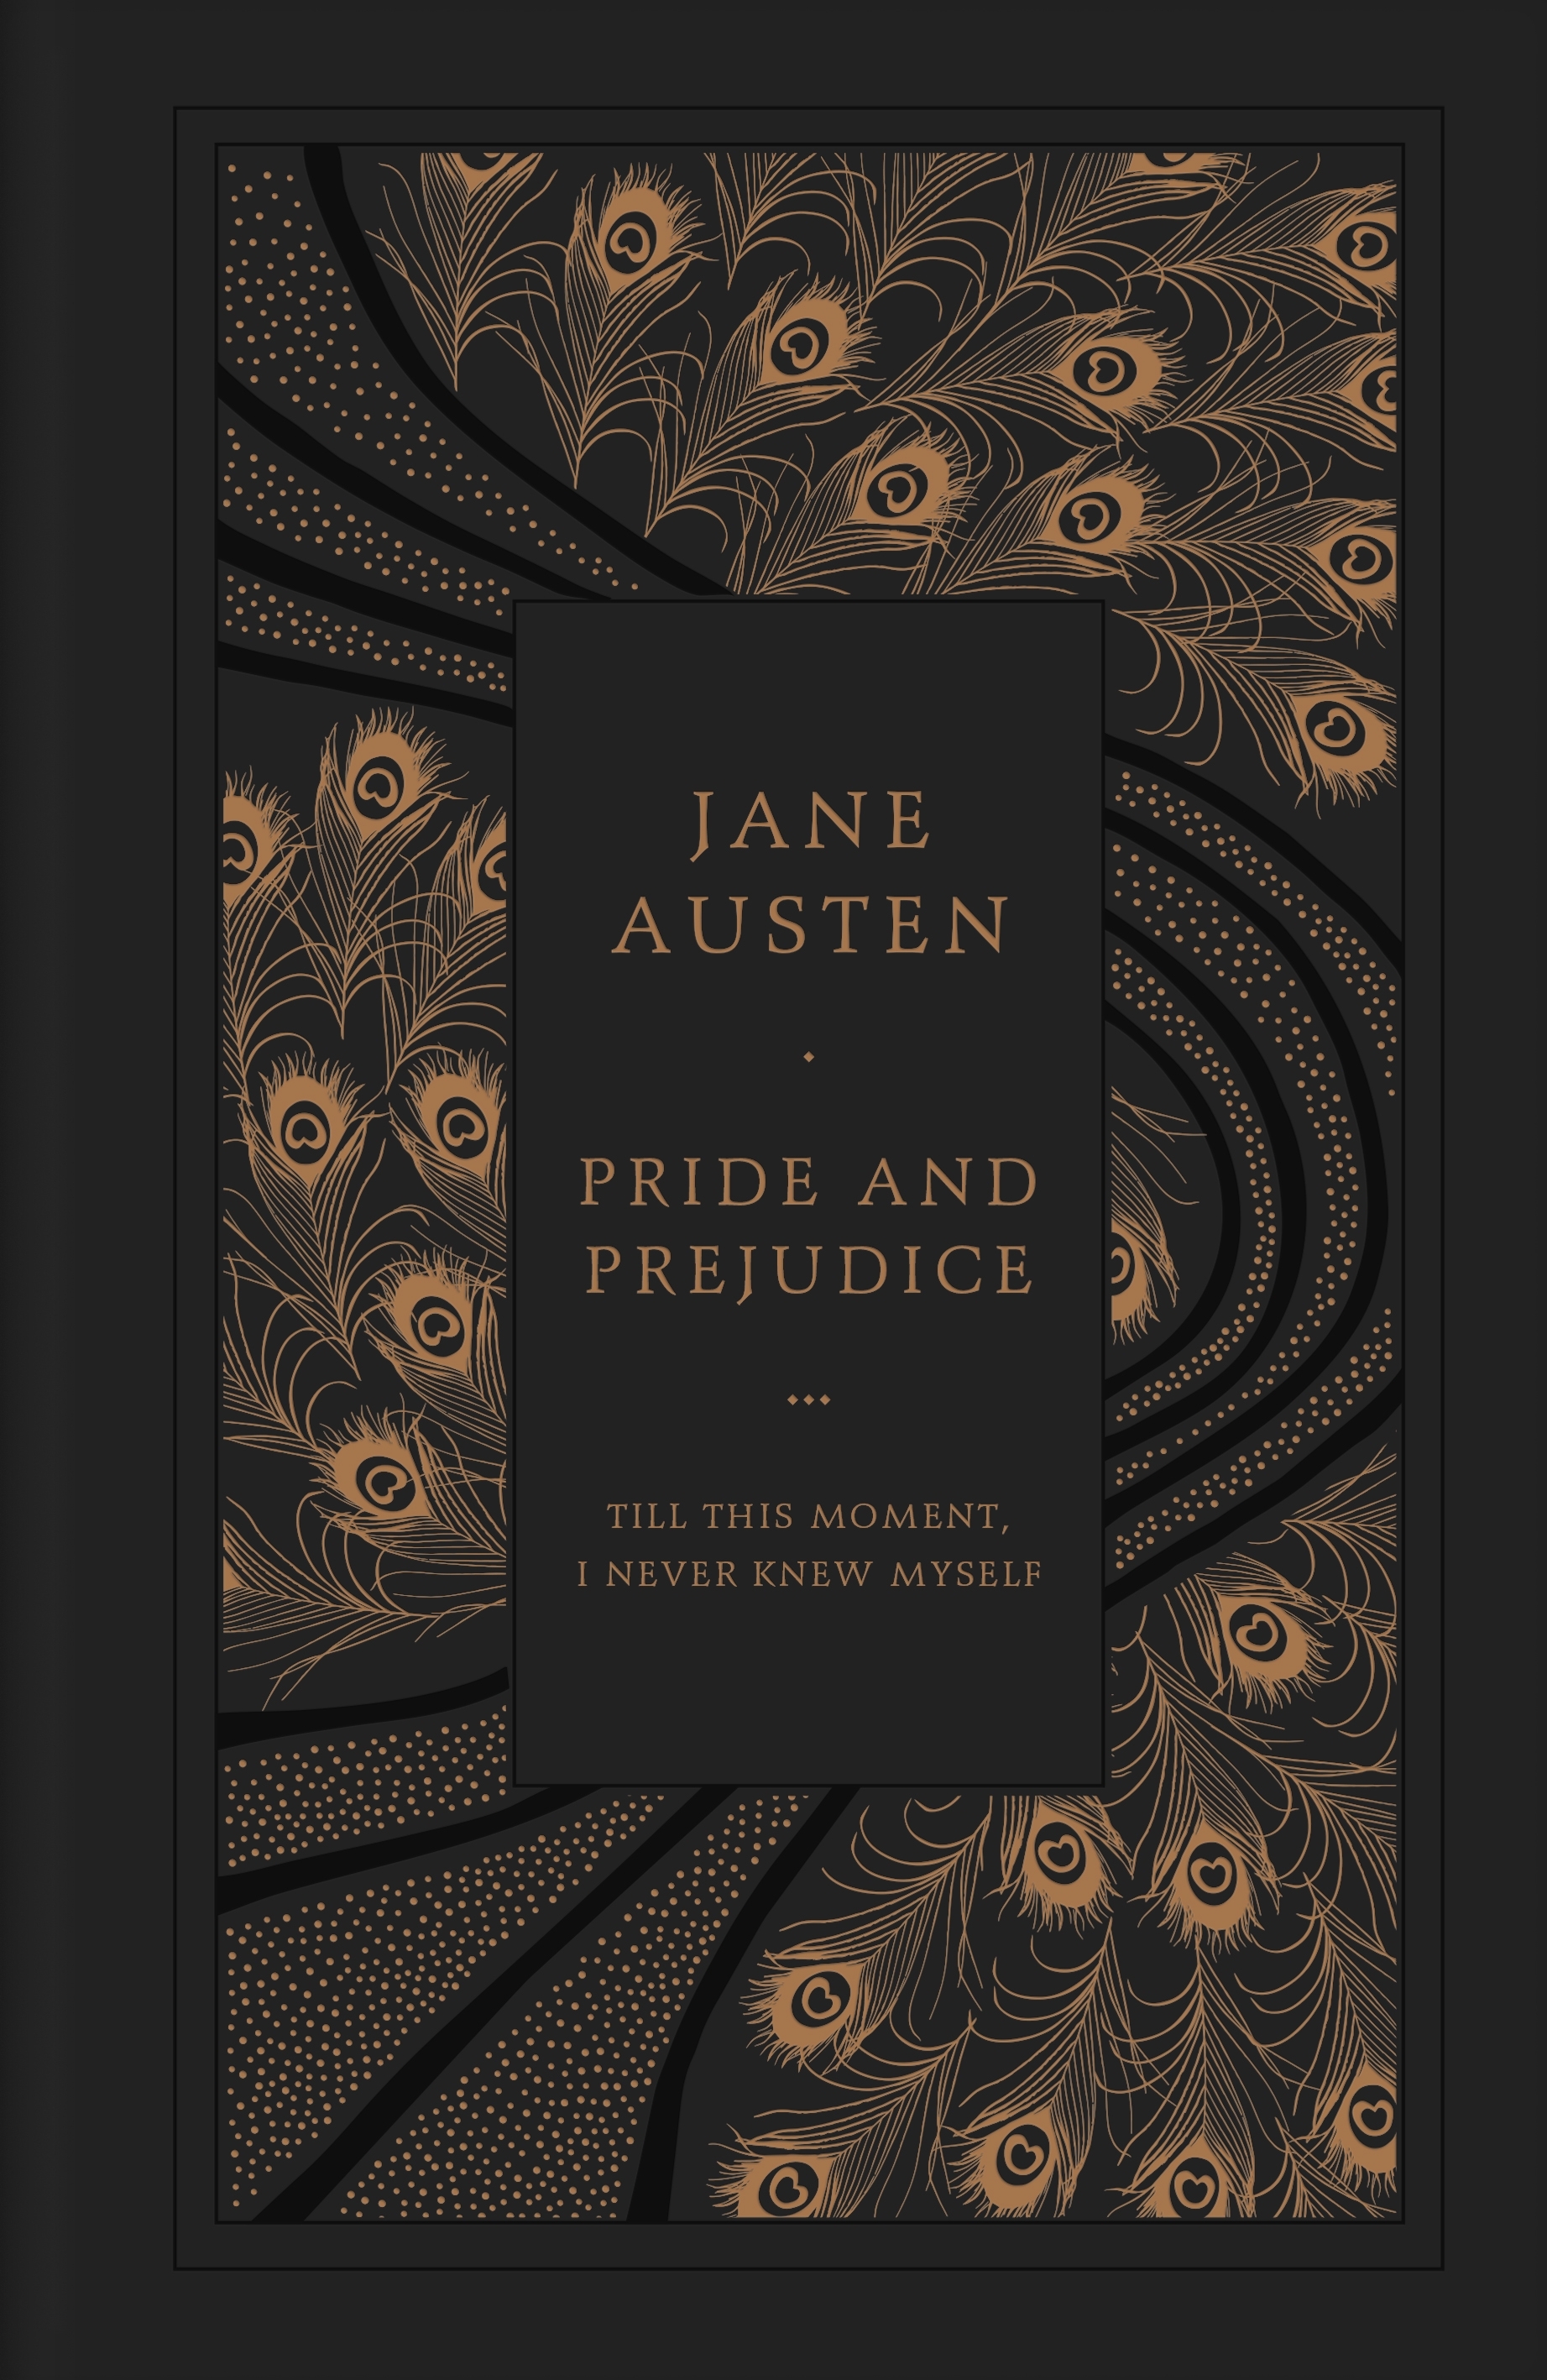 JANE
AUSTEN
PRIDE AND
PREJUDICE
TILL THIS MOMENT,
I NEVER KNEW MYSELF